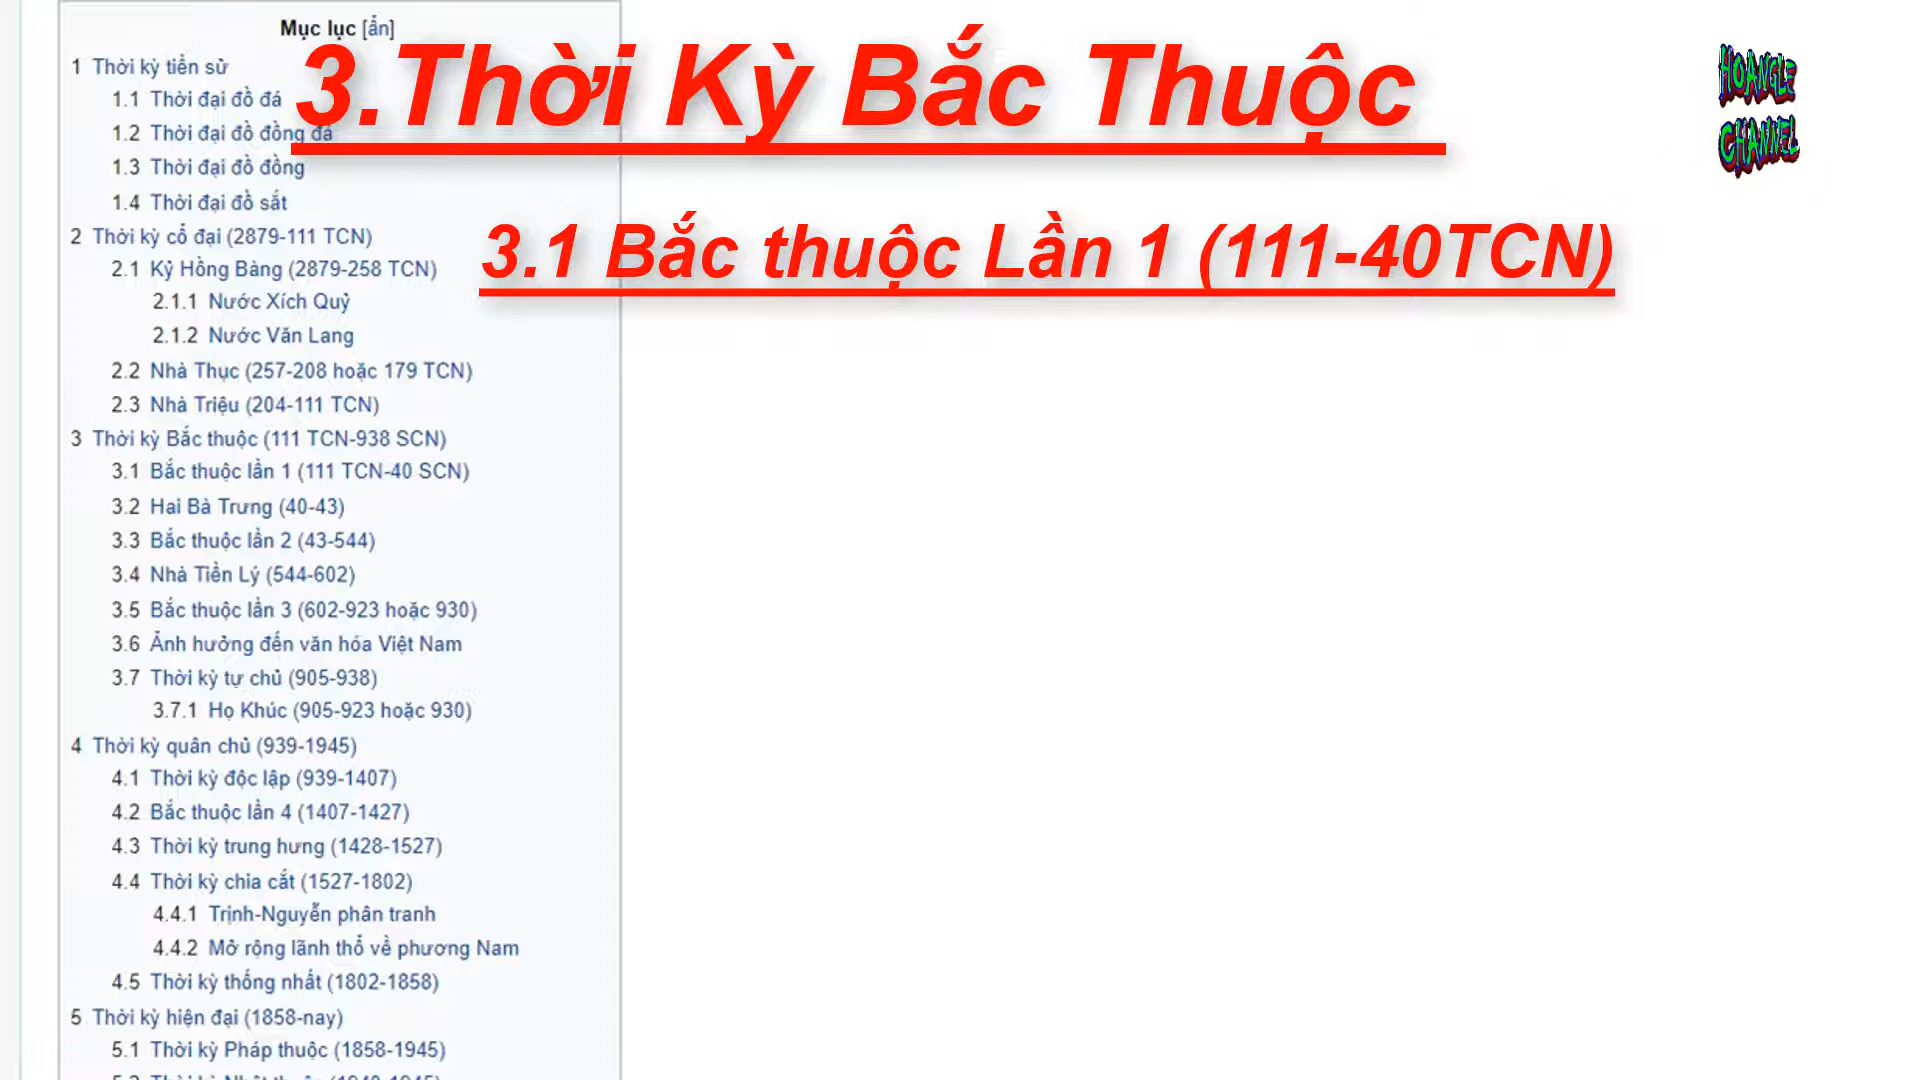 Mục lục [ẩn]
3.Thời Kỳ Bắc Thuộc
HOANGLE
CHANNEL
3.1 Bắc thuộc Lần 1 (111-40TCN)
1 Thời kỳ tiền sử
1.1 Thời đại đồ đá
1.2 Thời đại đồ đồng đá
1.3 Thời đại đồ đồng
1.4 Thời đại đồ sắt
2 Thời kỳ cổ đại (2879-111 TCN)
2.1 Kỷ Hồng Bàng (2879-258 TCN)
2.1.1 Nước Xích Quỷ
2.1.2 Nước Văn Lang
2.2 Nhà Thục (257-208 hoặc 179 TCN)
2.3 Nhà Triệu (204-111 TCN)
3 Thời kỳ Bắc thuộc (111 TCN-938 SCN)
3.1 Bắc thuộc lần 1 (111 TCN-40 SCN)
3.2 Hai Bà Trưng (40-43)
3.3 Bắc thuộc lần 2 (43-544)
3.4 Nhà Tiền Lý (544-602)
3.5 Bắc thuộc lần 3 (602-923 hoặc 930)
3.6 Ảnh hưởng đến văn hóa Việt Nam
3.7 Thời kỳ tự chủ (905-938)
3.7.1 Họ Khúc (905-923 hoặc 930)
4 Thời kỳ quân chủ (939-1945)
4.1 Thời kỳ độc lập (939-1407)
4.2 Bắc thuộc lần 4 (1407-1427)
4.3 Thời kỳ trung hưng (1428-1527)
4.4 Thời kỳ chia cắt (1527-1802)
4.4.1 Trịnh-Nguyễn phân tranh
4.4.2 Mở rộng lãnh thổ về phương Nam
4.5 Thời kỳ thống nhất (1802-1858)
5 Thời kỳ hiện đại (1858-nay)
5.1 Thời kỳ Pháp thuộc (1858-1945)